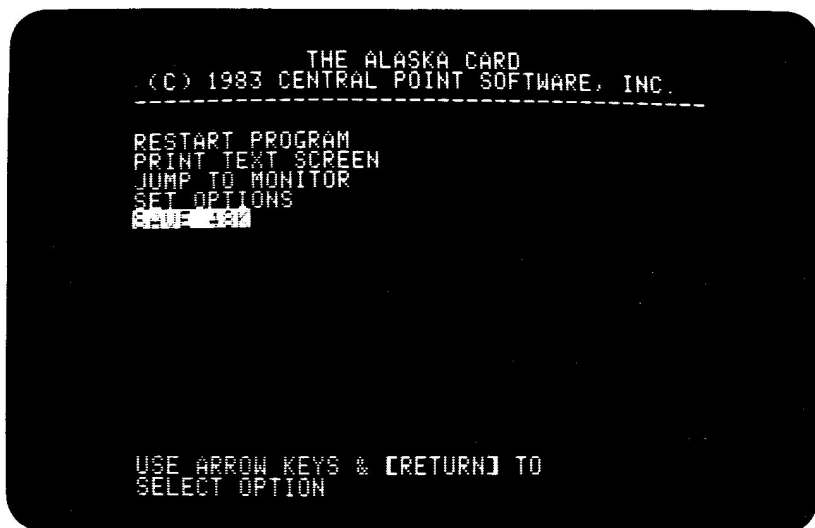 THE ALASKA CARD
(C) 1983 CENTRAL POINT SOFTWARE, INC.
---------------------------------------
RESTART PROGRAM
PRINT TEXT SCREEN
JUMP TO MONITOR
SET OPTIONS
SAVE 48K
USE ARROW KEYS & [RETURN] TO
SELECT OPTION